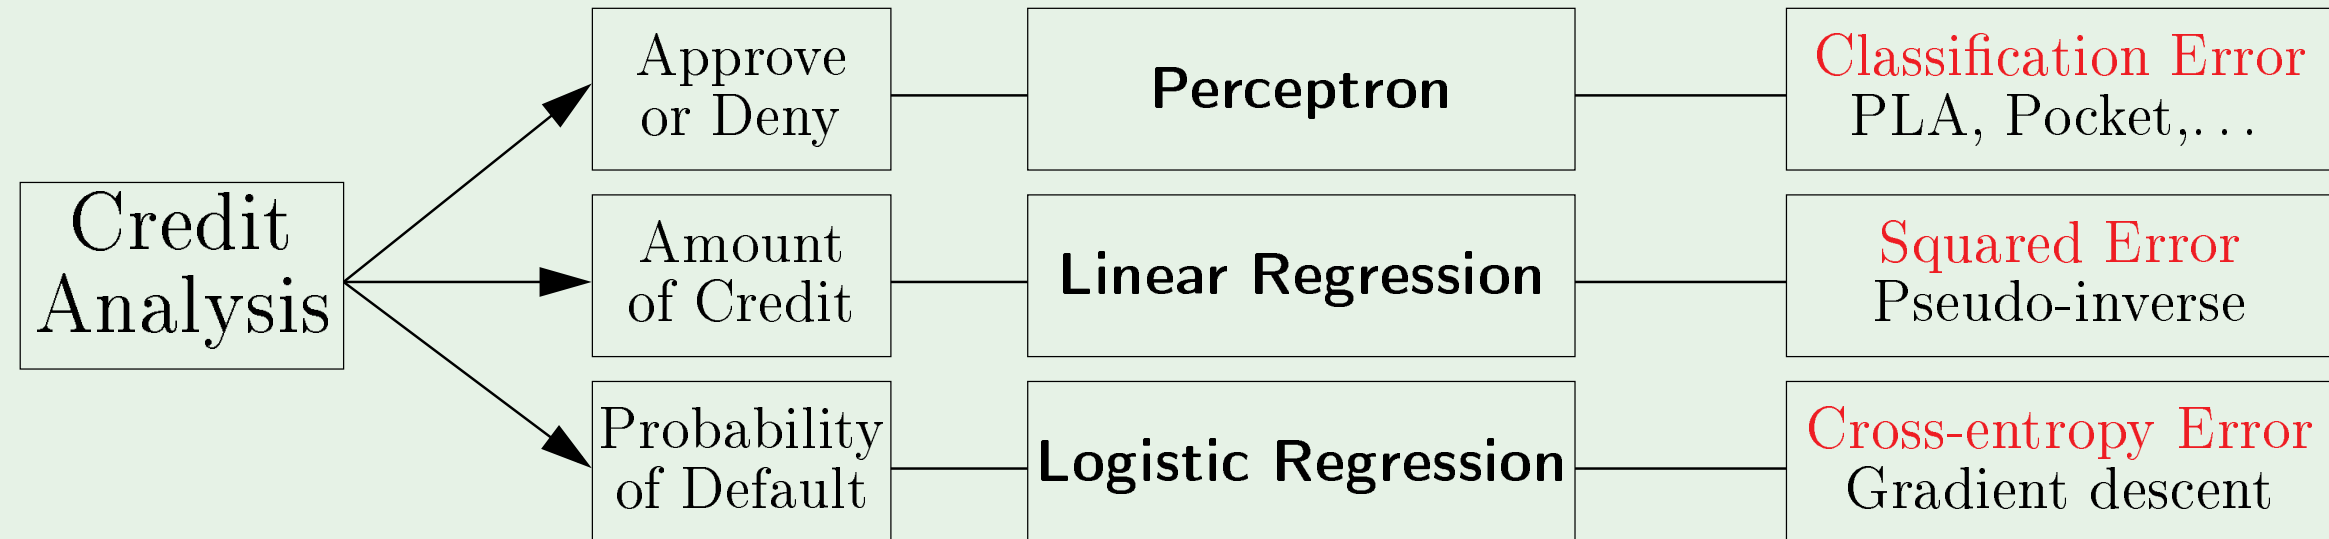 Credit
Analysis
Approve
or Deny
Perceptron
Classification Error
PLA, Pocket,...
Amount
of Credit
Linear Regression
Squared Error
Pseudo-inverse
Probability
of Default
Logistic Regression
Cross-entropy Error
Gradient descent